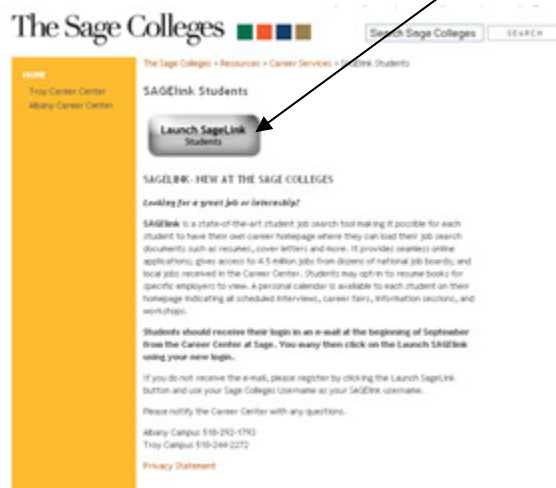 The Sage Colleges
Search Sage Colleges
SEARCH
The Sage Colleges > Resources > Career Services > SAGElink Students
HOME
Troy Career Center
Albany Career Center
SAGElink Students
Launch SageLink
Students
SAGELINK- NEW AT THE SAGE COLLEGES
Looking for a great job or internship?
SAGElink is a state-of-the-art student job search tool making it possible for each
student to have their own career homepage where they can load their job search
documents such as resumes, cover letters and more. It provides seamless online
applications; gives access to 4.5 million jobs from dozens of national job boards; and
local jobs received in the Career Center. Students may opt-in to resume books for
specific employers to view. A personal calendar is available to each student on their
homepage indicating all scheduled interviews, career fairs, information sessions, and
workshops.
Students should receive their login in an e-mail at the beginning of September
from the Career Center at Sage. You many then click on the Launch SAGElink
using your new login.
If you do not receive the e-mail, please register by clicking the Launch SageLink
button and use your Sage Colleges Username as your SAGElink username.
Please notify the Career Center with any questions.
Albany Campus 518-292-1792
Troy Campus 518-244-2272
Privacy Statement